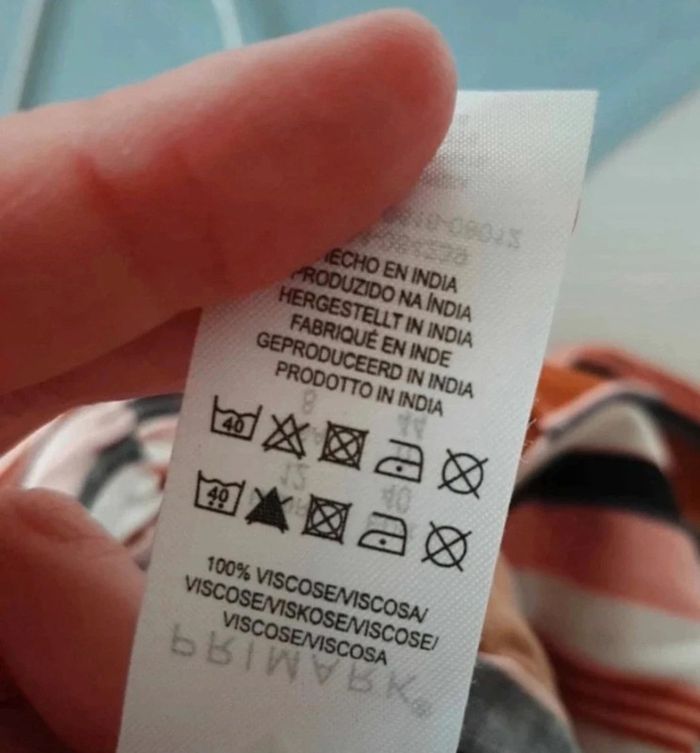 HECHO EN INDIA
PRODUZIDO NA ÍNDIA
HERGESTELLT IN INDIA
FABRIQUÉ EN INDE
GEPRODUCEERD IN INDIA
PRODOTTO IN INDIA
40
40
100% VISCOSE/VISCOSA/
VISCOSE/VISKOSE/VISCOSE/
VISCOSE/VISCOSA
PRIMARK®